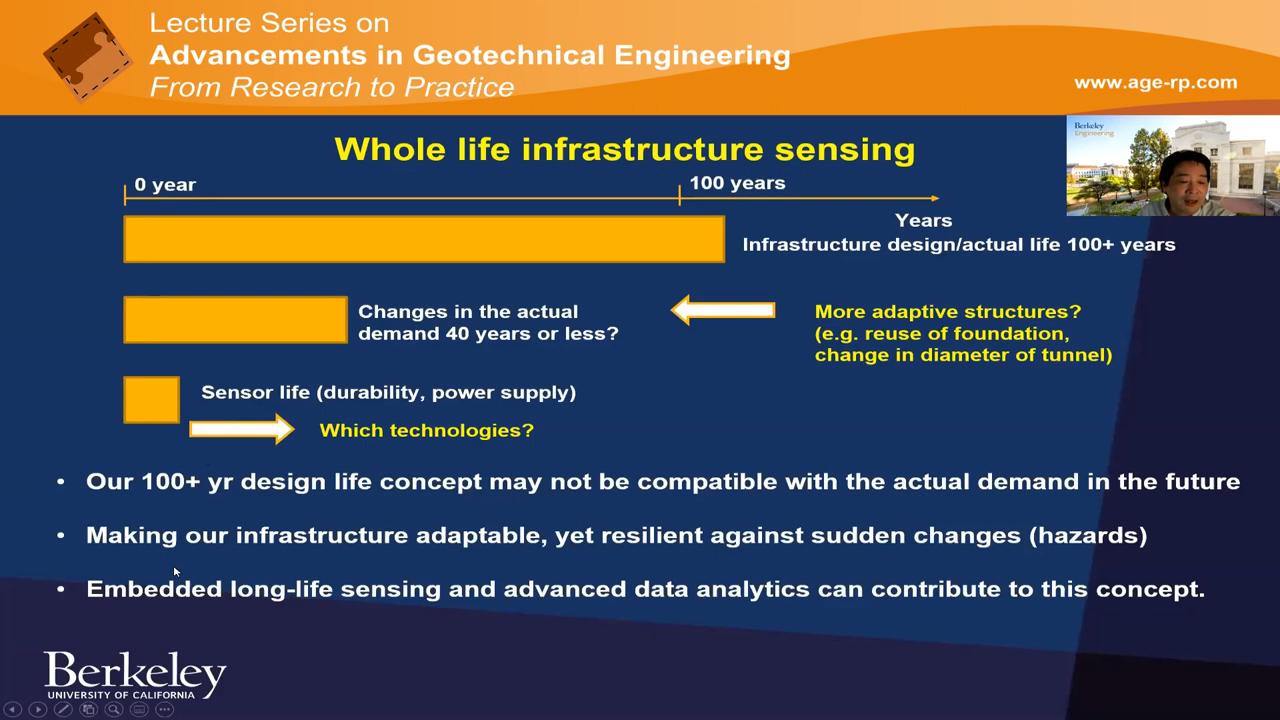 Lecture Series on
Advancements in Geotechnical Engineering
From Research to Practice
www.age-rp.com
Berkeley
Engineering
Whole life infrastructure sensing
0 year
100 years
Years
Infrastructure design/actual life 100+ years
Changes in the actual
demand 40 years or less?
More adaptive structures?
(e.g. reuse of foundation,
change in diameter of tunnel)
Sensor life (durability, power supply)
Which technologies?
• Our 100+ yr design life concept may not be compatible with the actual demand in the future
• Making our infrastructure adaptable, yet resilient against sudden changes (hazards)
• Embedded long-life sensing and advanced data analytics can contribute to this concept.
Berkeley
UNIVERSITY OF CALIFORNIA